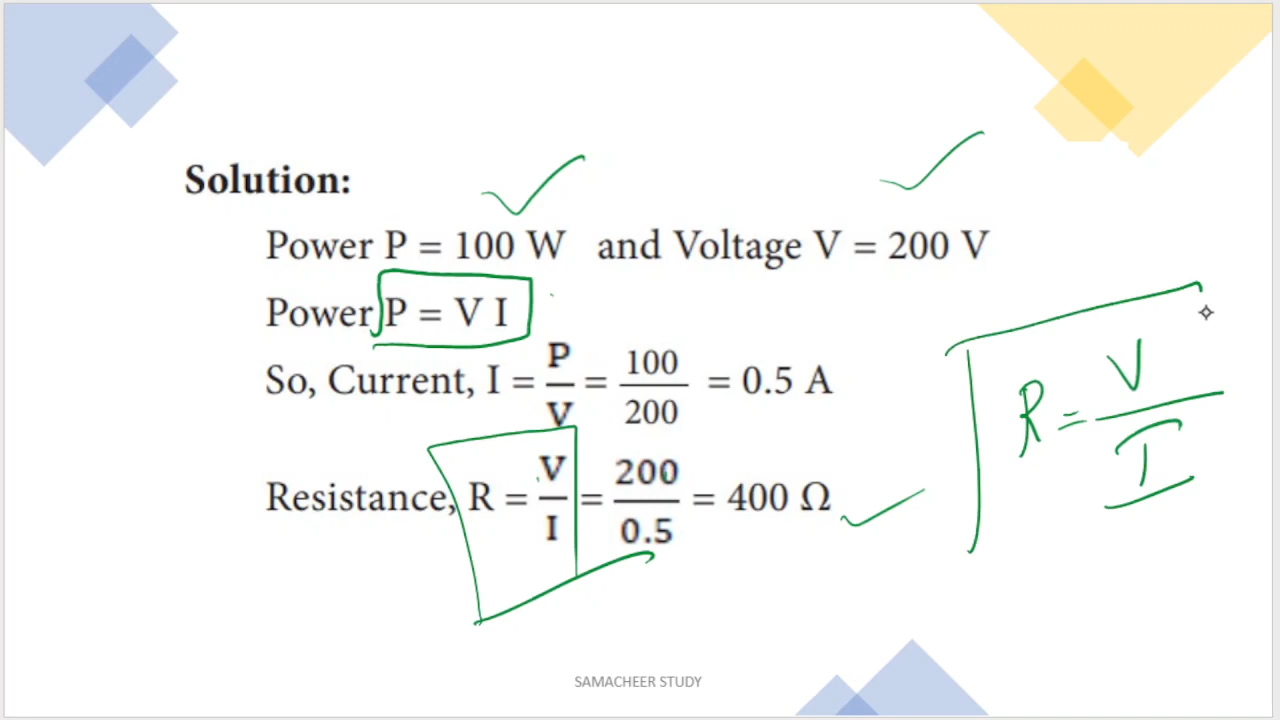 Solution:
Power P = 100 W and Voltage V = 200 V
Power P = V I
So, Current, I = P/V = 100/200 = 0.5 A
Resistance, R = V/I = 200/0.5 = 400 Ω
R = V/I
SAMACHEER STUDY